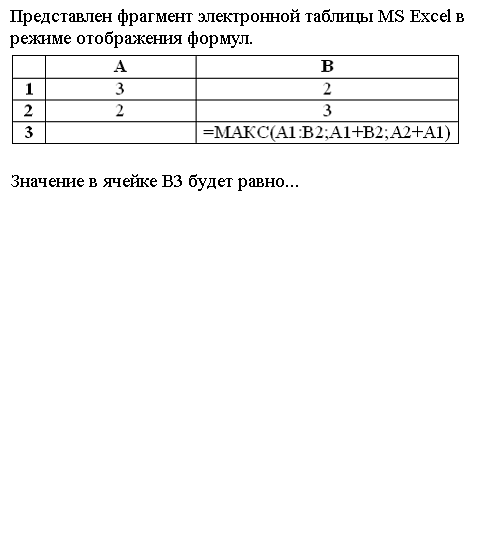 Представлен фрагмент электронной таблицы MS Excel в
режиме отображения формул.
A B
1 3 2
2 2 3
3 =МАКС(A1:B2;A1+B2;A2+A1)
Значение в ячейке B3 будет равно...